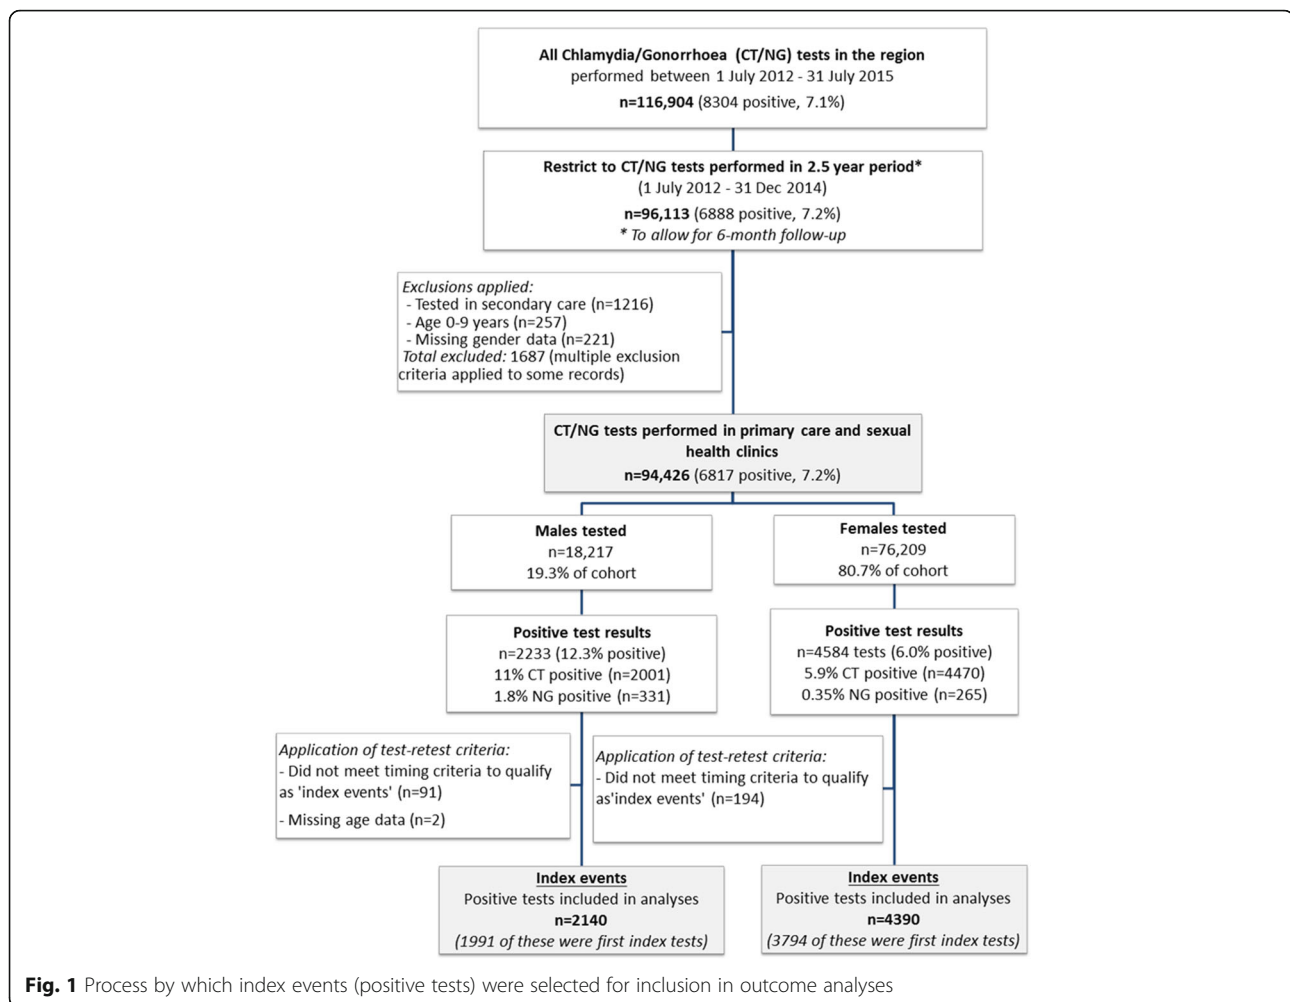 All Chlamydia/Gonorrhoea (CT/NG) tests in the region
performed between 1 July 2012 - 31 July 2015
n=116,904 (8304 positive, 7.1%)
Restrict to CT/NG tests performed in 2.5 year period*
(1 July 2012 - 31 Dec 2014)
n=96,113 (6888 positive, 7.2%)
* To allow for 6-month follow-up
Exclusions applied:
- Tested in secondary care (n=1216)
- Age 0-9 years (n=257)
- Missing gender data (n=221)
Total excluded: 1687 (multiple exclusion
criteria applied to some records)
CT/NG tests performed in primary care and sexual
health clinics
n=94,426 (6817 positive, 7.2%)
Males tested
n=18,217
19.3% of cohort
Females tested
n=76,209
80.7% of cohort
Positive test results
n=2233 (12.3% positive)
11% CT positive (n=2001)
1.8% NG positive (n=331)
Positive test results
n=4584 tests (6.0% positive)
5.9% CT positive (n=4470)
0.35% NG positive (n=265)
Application of test-retest criteria:
- Did not meet timing criteria to qualify
as 'index events' (n=91)
- Missing age data (n=2)
Application of test-retest criteria:
- Did not meet timing criteria to qualify
as'index events' (n=194)
Index events
Positive tests included in analyses
n=2140
(1991 of these were first index tests)
Index events
Positive tests included in analyses
n=4390
(3794 of these were first index tests)
Fig. 1 Process by which index events (positive tests) were selected for inclusion in outcome analyses